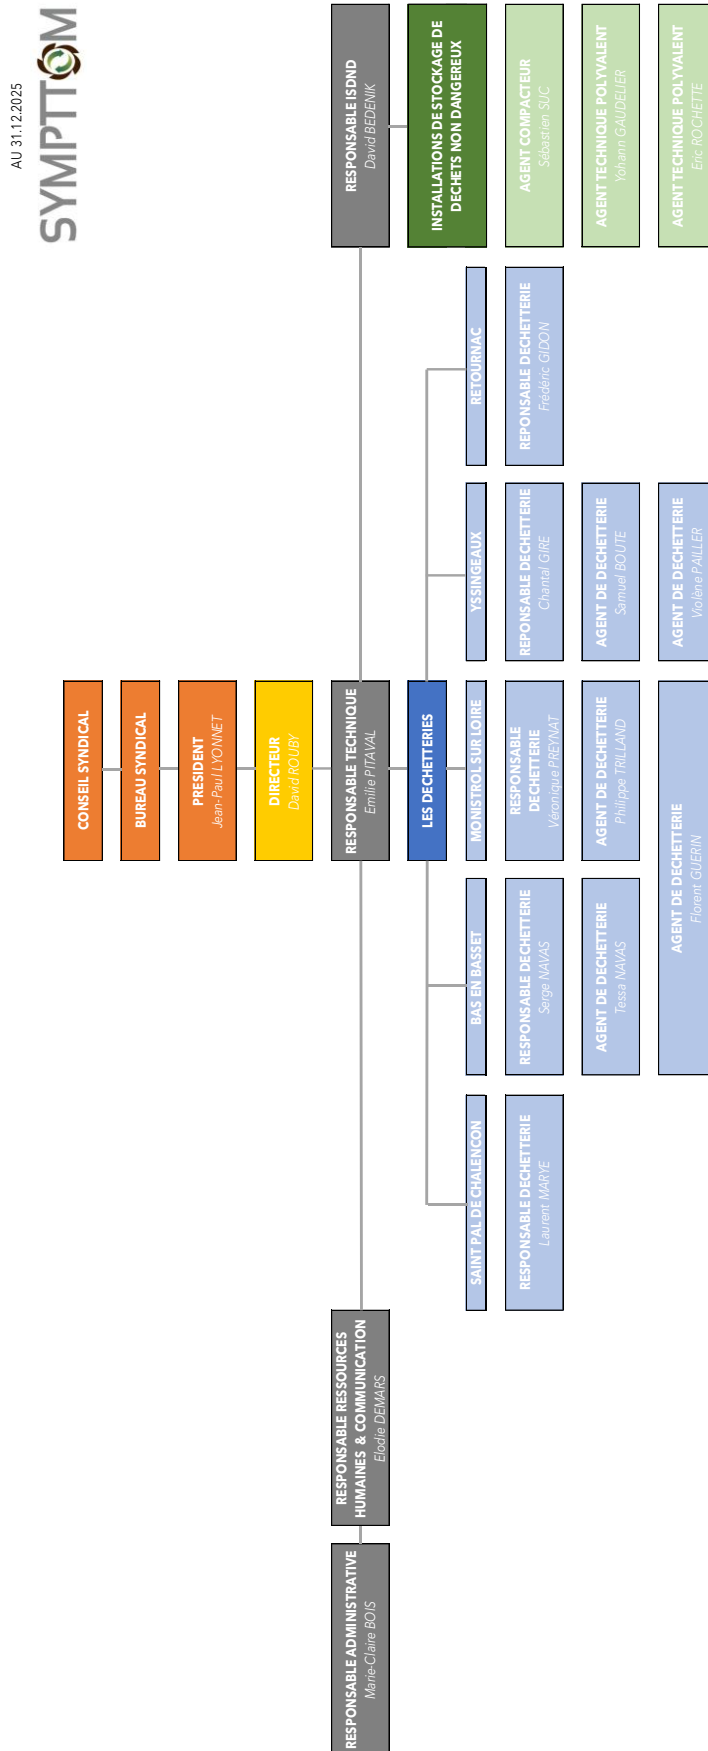 AU 31.12.2025
SYMPTTOM
CONSEIL SYNDICAL
BUREAU SYNDICAL
PRESIDENT
Jean-Paul LYONNET
DIRECTEUR
David ROUBY
RESPONSABLE ADMINISTRATIVE
Marie-Claire BOIS
RESPONSABLE RESSOURCES
HUMAINES & COMMUNICATION
Elodie DEMARS
RESPONSABLE TECHNIQUE
Emilie PITAVAL
RESPONSABLE ISDND
David BEDENIK
LES DECHETTERIES
INSTALLATIONS DE STOCKAGE DE
DECHETS NON DANGEREUX
SAINT PAL DE CHALENCON
BAS EN BASSET
MONISTROL SUR LOIRE
YSSINGEAUX
RETOURNAC
RESPONSABLE DECHETTERIE
Laurent MARYE
RESPONSABLE DECHETTERIE
Serge NAVAS
RESPONSABLE
DECHETTERIE
Véronique PREYNAT
REPONSABLE DECHETTERIE
Chantal GIRE
REPONSABLE DECHETTERIE
Frédéric GIDON
AGENT COMPACTEUR
Sébastien SUC
AGENT DE DECHETTERIE
Tessa NAVAS
AGENT DE DECHETTERIE
Philippe TRILLAND
AGENT DE DECHETTERIE
Samuel BOUTE
AGENT TECHNIQUE POLYVALENT
Yohann GAUDELIER
AGENT DE DECHETTERIE
Florent GUERIN
AGENT DE DECHETTERIE
Violène PAILLER
AGENT TECHNIQUE POLYVALENT
Eric ROCHETTE